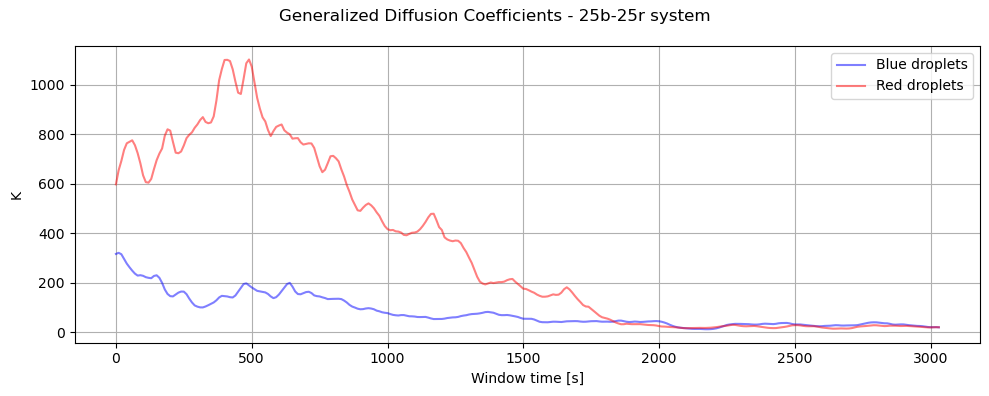 Generalized Diffusion Coefficients - 25b-25r system
Blue droplets
Red droplets
1000
800
600
400
200
0
K
0 500 1000 1500 2000 2500 3000
Window time [s]